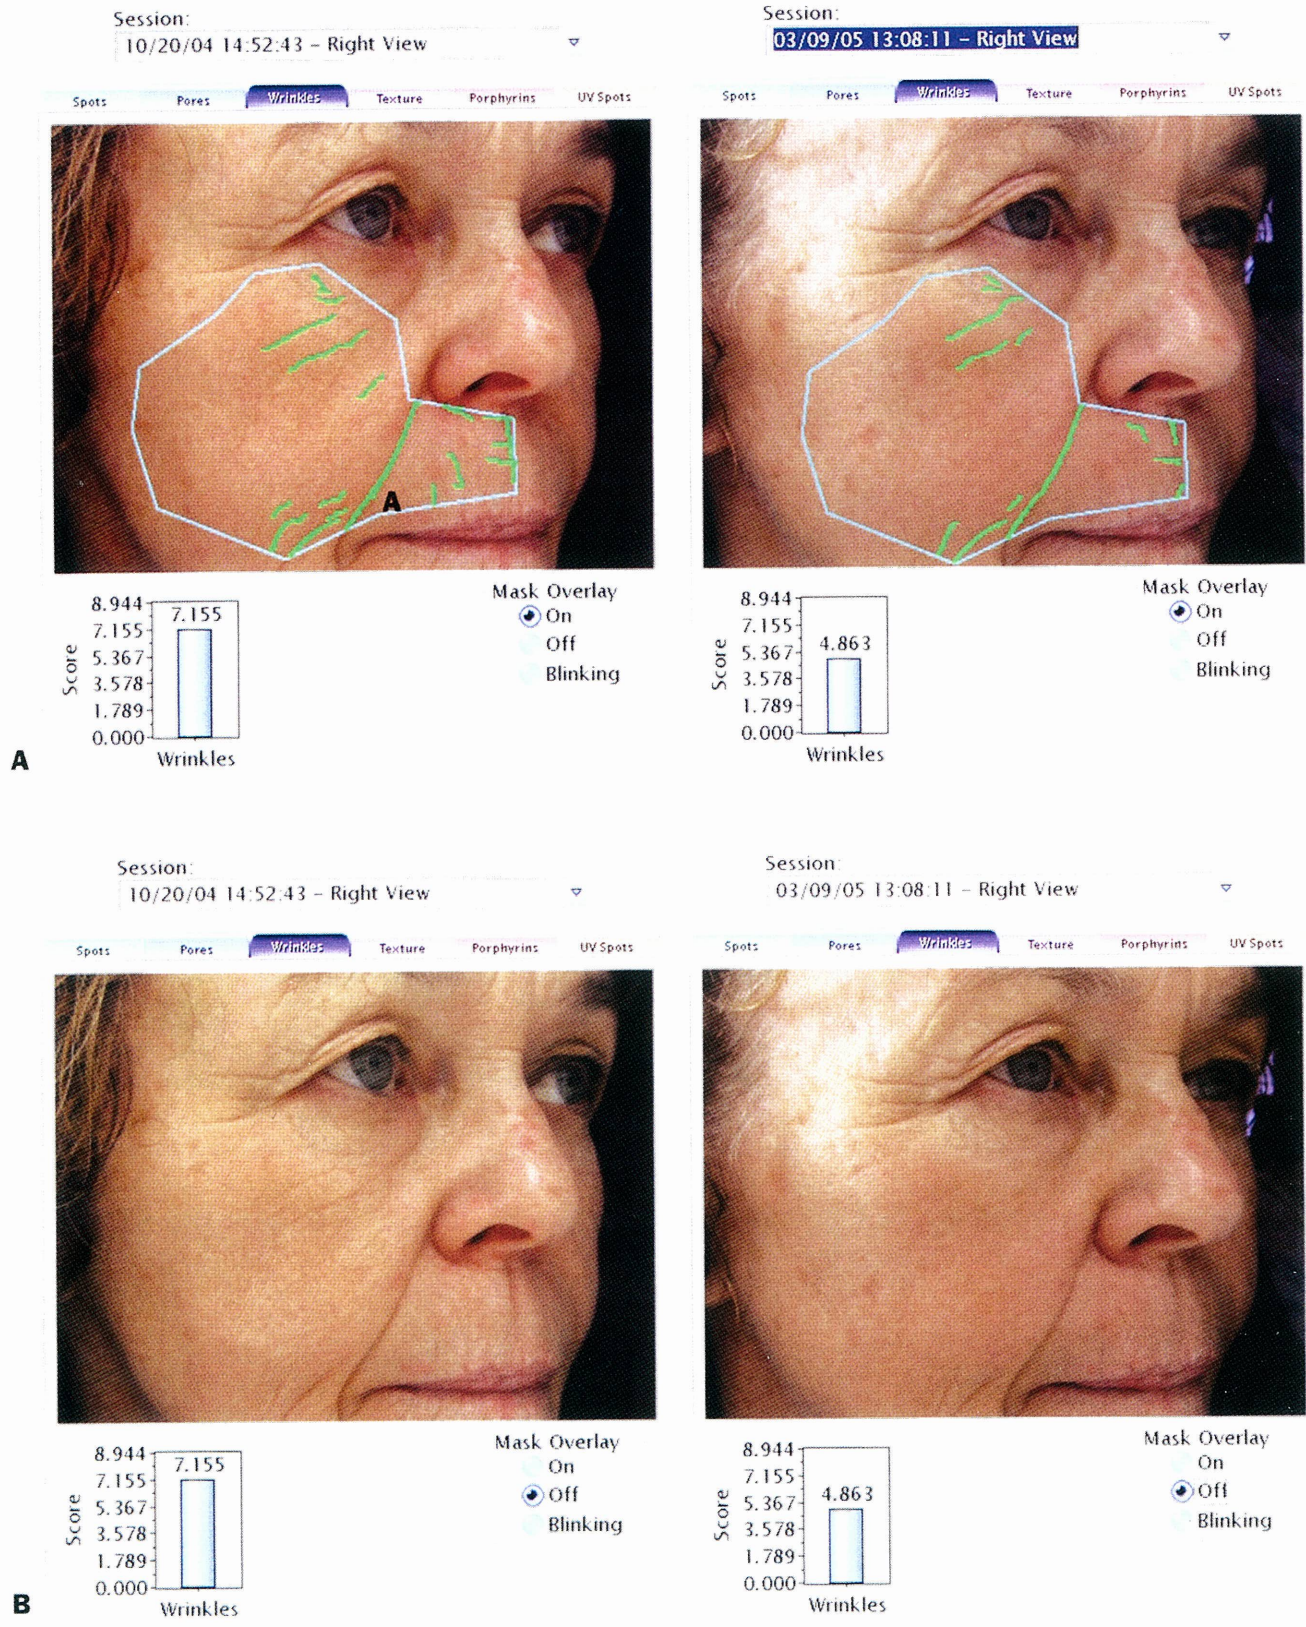 Session:
10/20/04 14:52:43 – Right View
Spots Pores Wrinkles Texture Porphyrins UV Spots
A
8.944
7.155
5.367
3.578
1.789
0.000
Score
7.155
Wrinkles
Mask Overlay
On
Off
Blinking
Session:
03/09/05 13:08:11 – Right View
Spots Pores Wrinkles Texture Porphyrins UV Spots
8.944
7.155
5.367
3.578
1.789
0.000
Score
4.863
Wrinkles
Mask Overlay
On
Off
Blinking
A
Session:
10/20/04 14:52:43 – Right View
Spots Pores Wrinkles Texture Porphyrins UV Spots
8.944
7.155
5.367
3.578
1.789
0.000
Score
7.155
Wrinkles
Mask Overlay
On
Off
Blinking
Session:
03/09/05 13:08:11 – Right View
Spots Pores Wrinkles Texture Porphyrins UV Spots
8.944
7.155
5.367
3.578
1.789
0.000
Score
4.863
Wrinkles
Mask Overlay
On
Off
Blinking
B